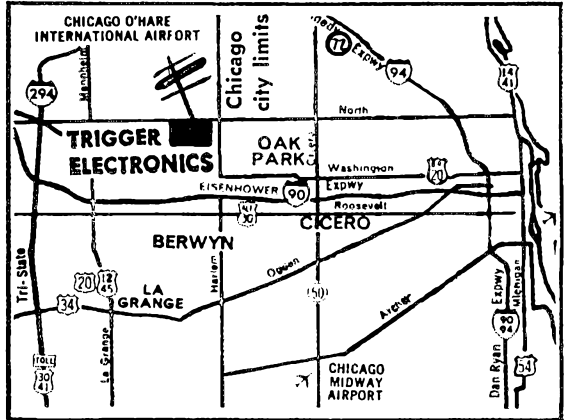 CHICAGO O'HARE
INTERNATIONAL AIRPORT
Mannheim
Chicago
city limits
Expwy
94
14
41
294
North
TRIGGER
ELECTRONICS
OAK
PARK
Washington
20
EISENHOWER
90
Expwy
Roosevelt
30
CICERO
BERWYN
Ogden
Harlem
Tri-State
20
12
45
LA
GRANGE
34
50
Archer
Expwy
Michigan
90
94
La Grange
TOLL
30
41
CHICAGO
MIDWAY
AIRPORT
Dan Ryan
54